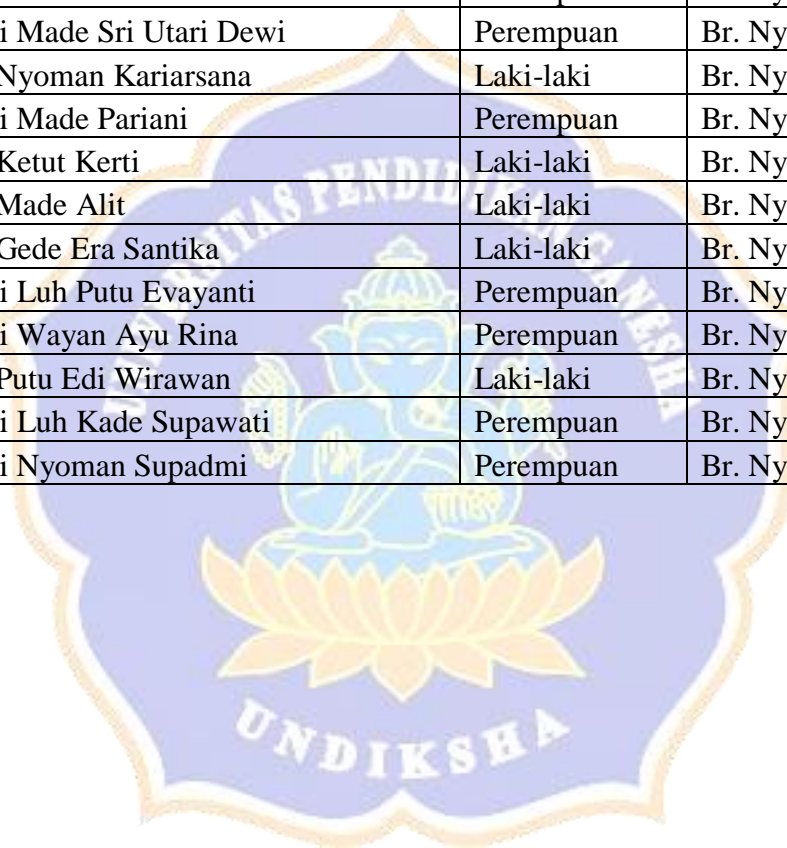 i Made Sri Utari Dewi Perempuan Br. Ny
Nyoman Kariarsana Laki-laki Br. Ny
i Made Pariani Perempuan Br. Ny
Ketut Kerti Laki-laki Br. Ny
Made Alit Laki-laki Br. Ny
Gede Era Santika Laki-laki Br. Ny
i Luh Putu Evayanti Perempuan Br. Ny
i Wayan Ayu Rina Perempuan Br. Ny
Putu Edi Wirawan Laki-laki Br. Ny
i Luh Kade Supawati Perempuan Br. Ny
i Nyoman Supadmi Perempuan Br. Ny
UNIVERSITAS PENDIDIKAN GANESHA
UNDIKSHA